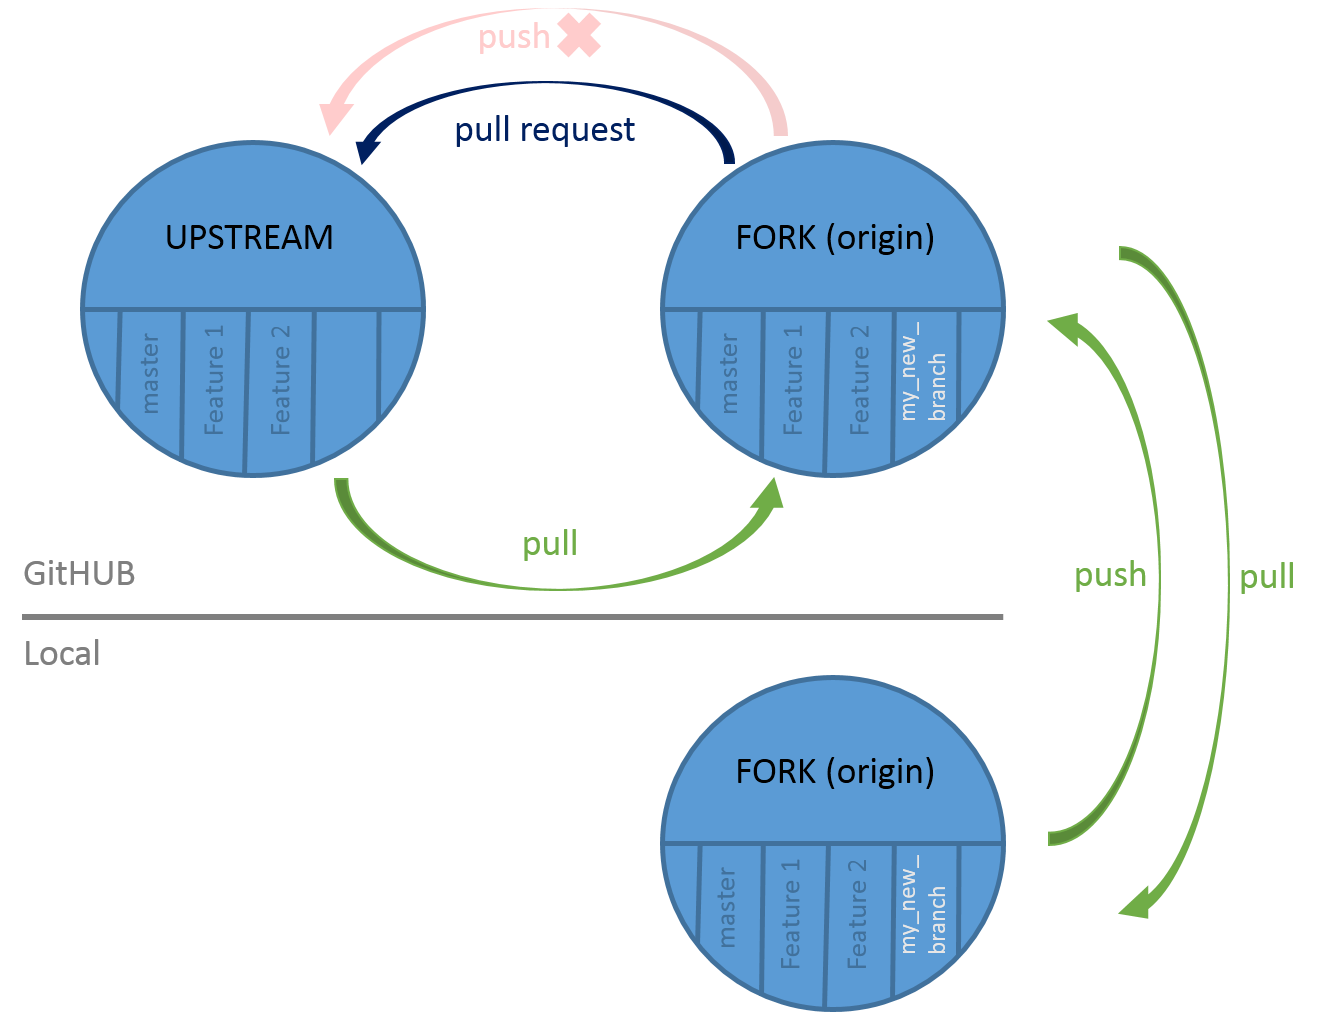 push
pull request
UPSTREAM
master
Feature 1
Feature 2
FORK (origin)
master
Feature 1
Feature 2
my_new_
branch
pull
push
pull
GitHUB
Local
FORK (origin)
master
Feature 1
Feature 2
my_new_
branch